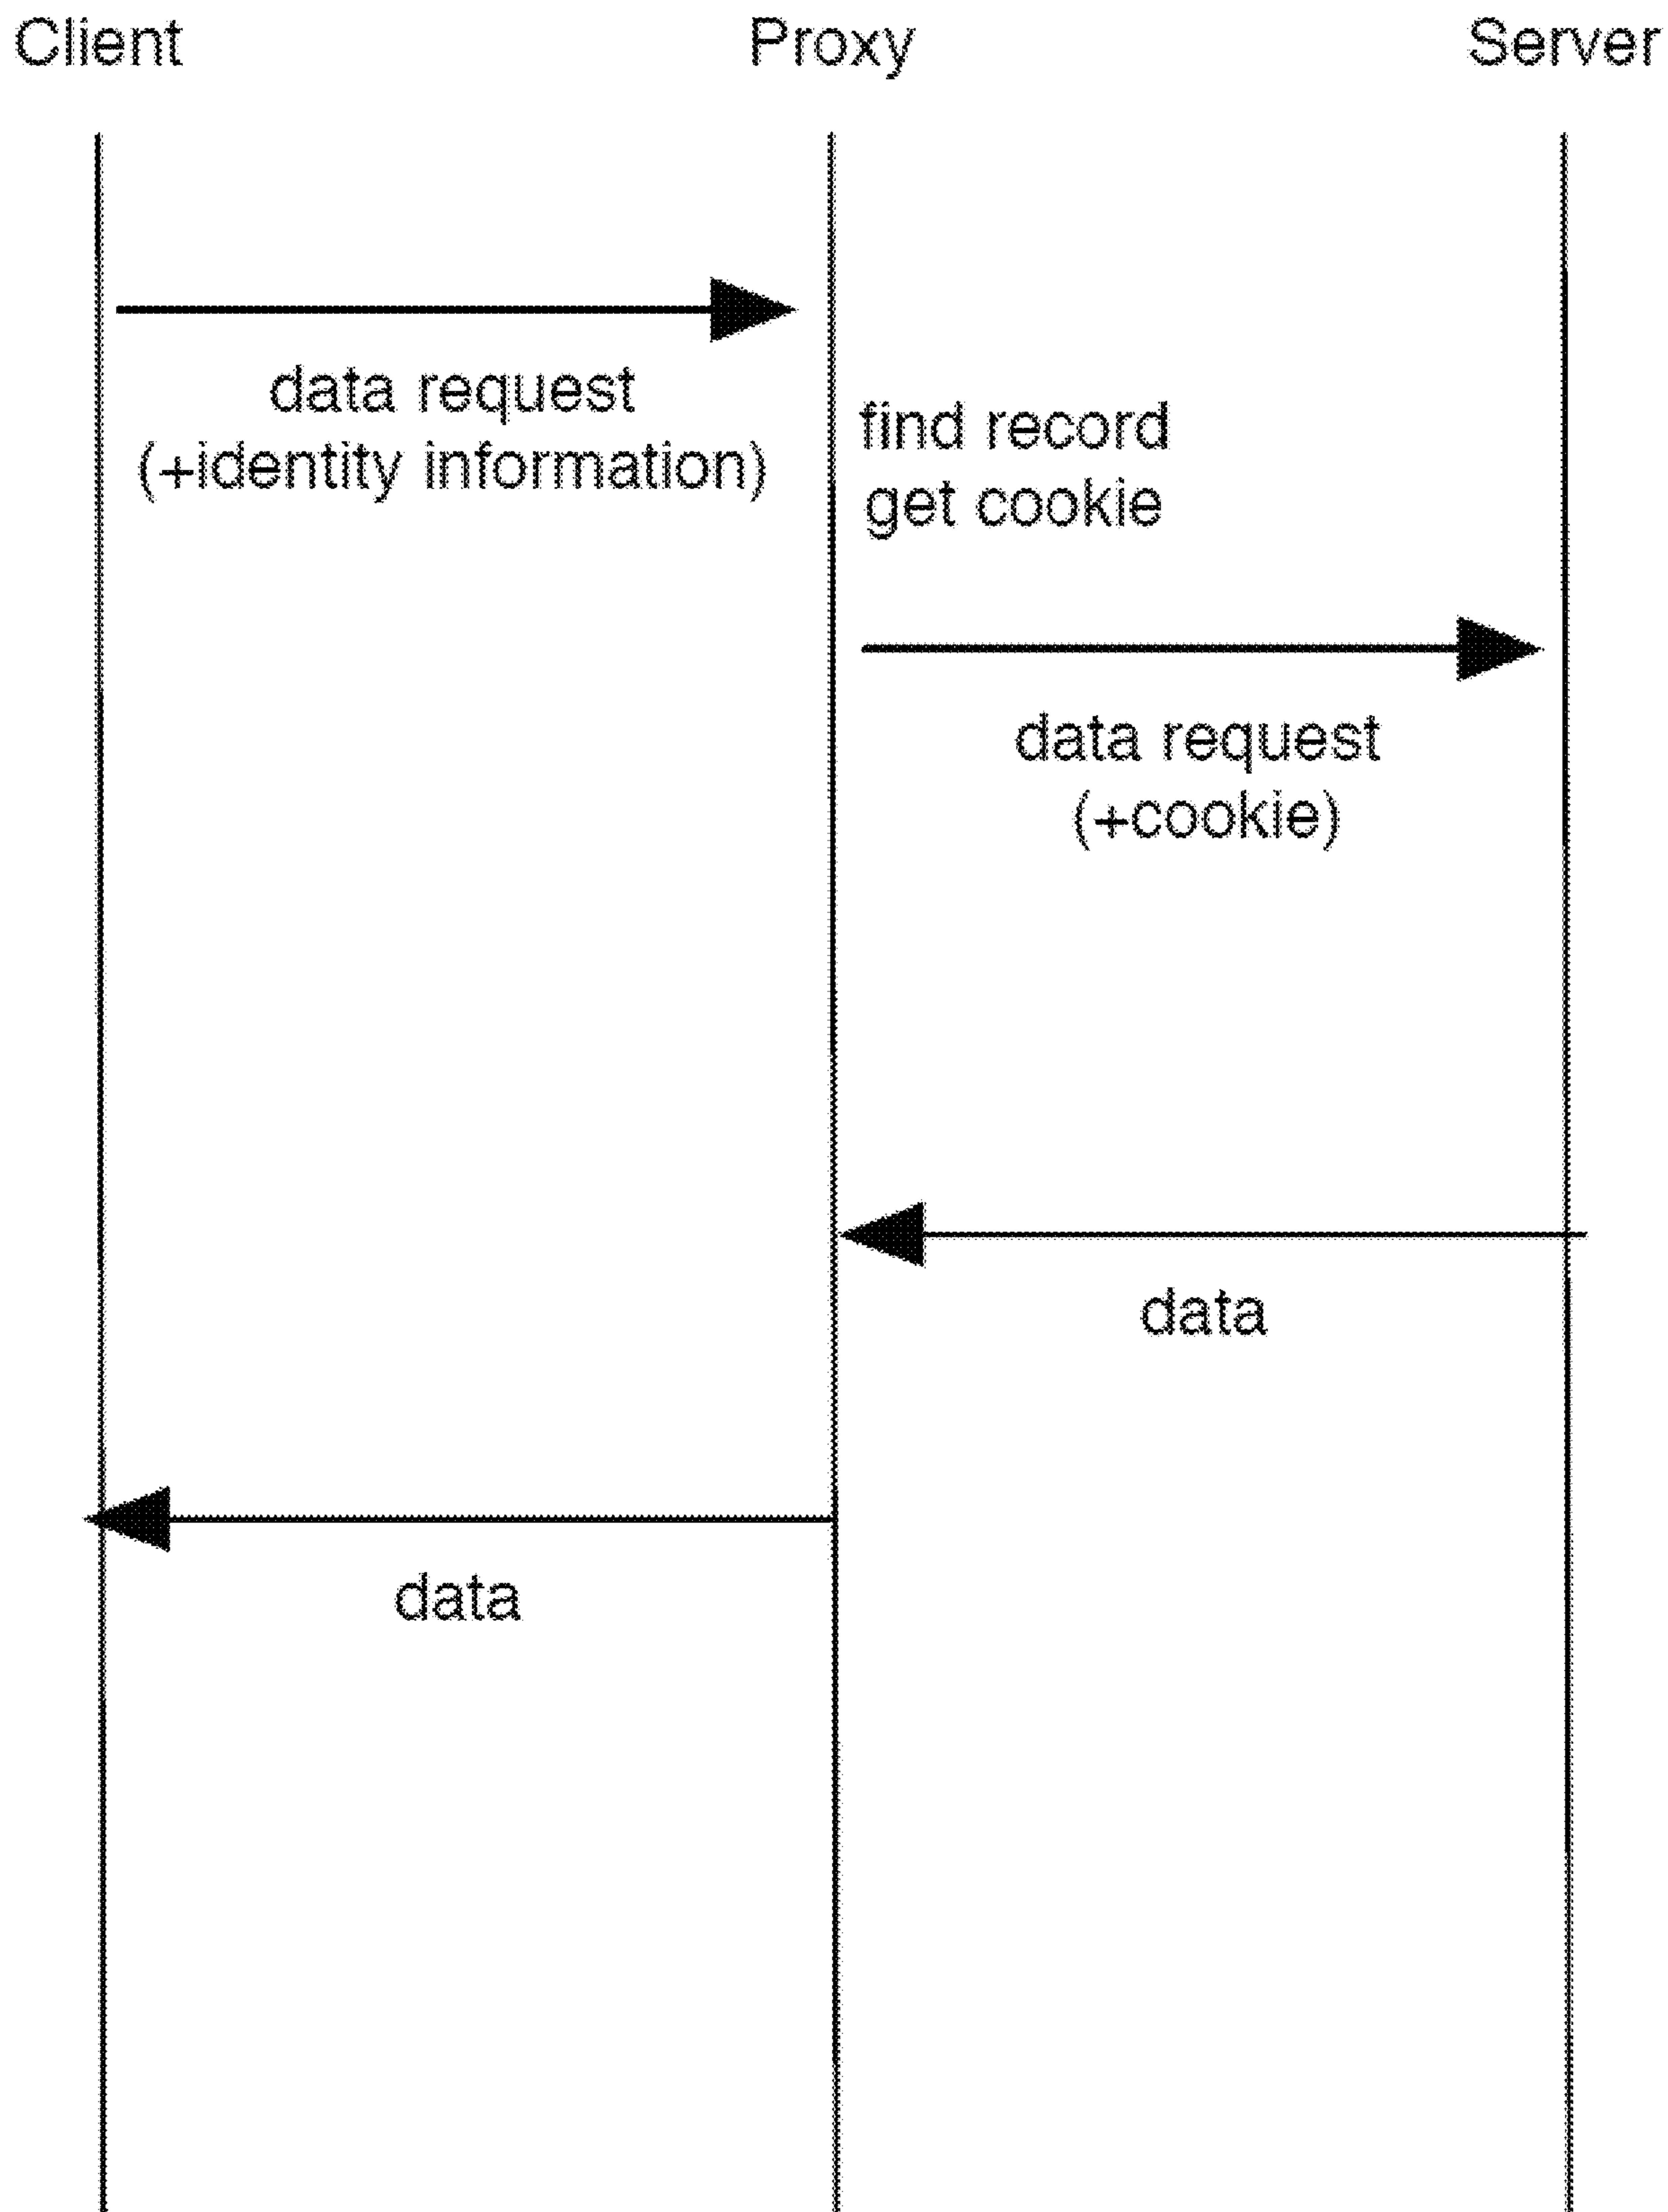 Client
Proxy
Server
data request
(+identity information)
find record
get cookie
data request
(+cookie)
data
data